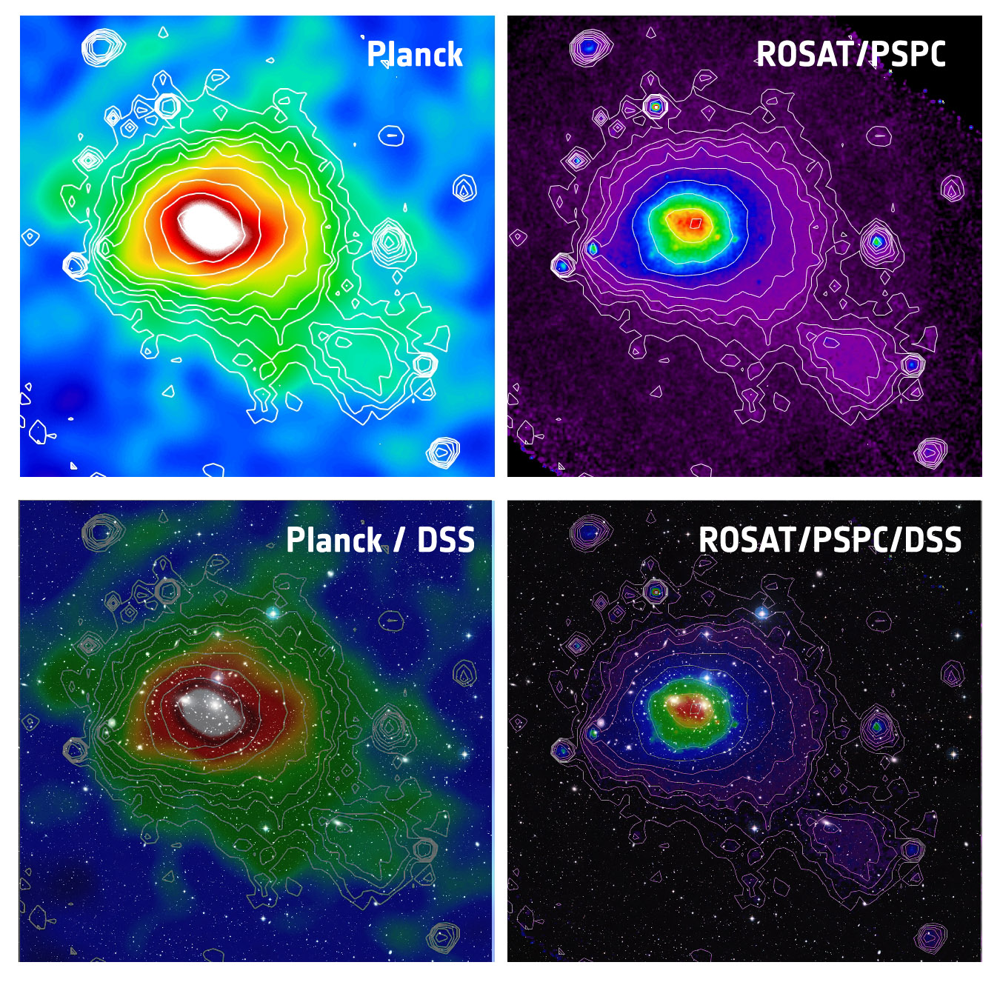 Planck
ROSAT/PSPC
Planck / DSS
ROSAT/PSPC/DSS